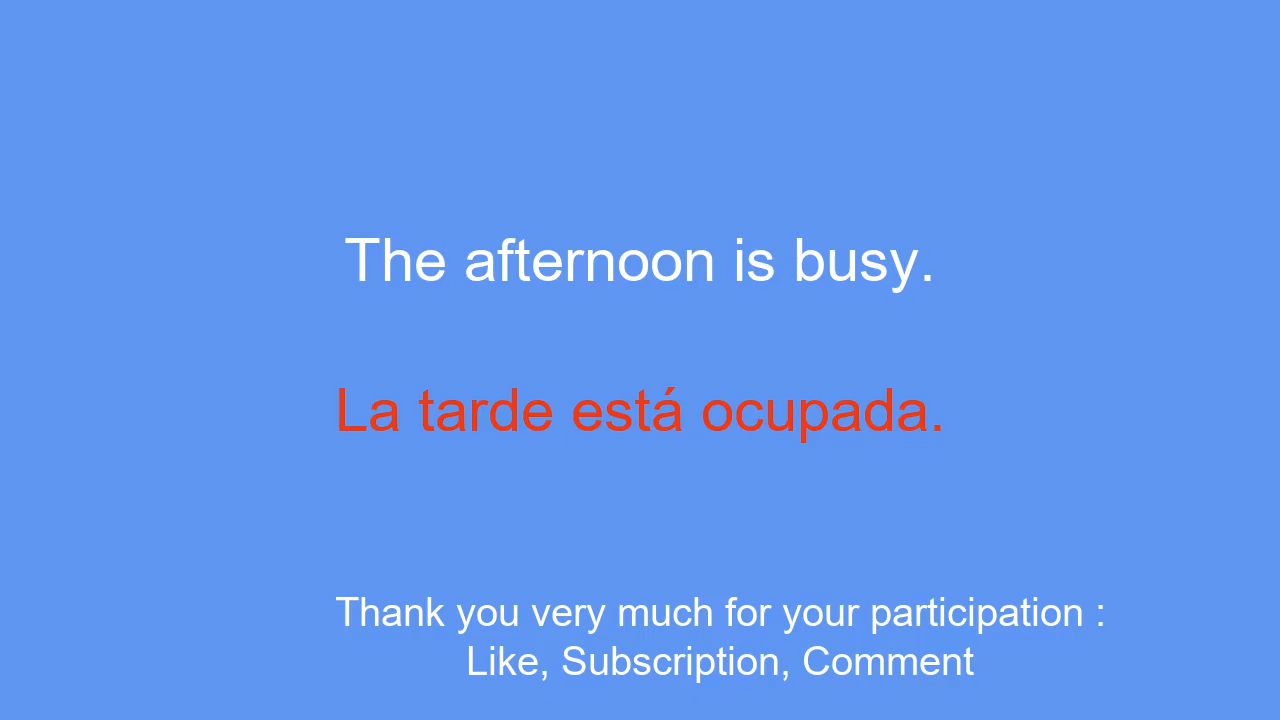 The afternoon is busy.
La tarde está ocupada.
Thank you very much for your participation :
Like, Subscription, Comment